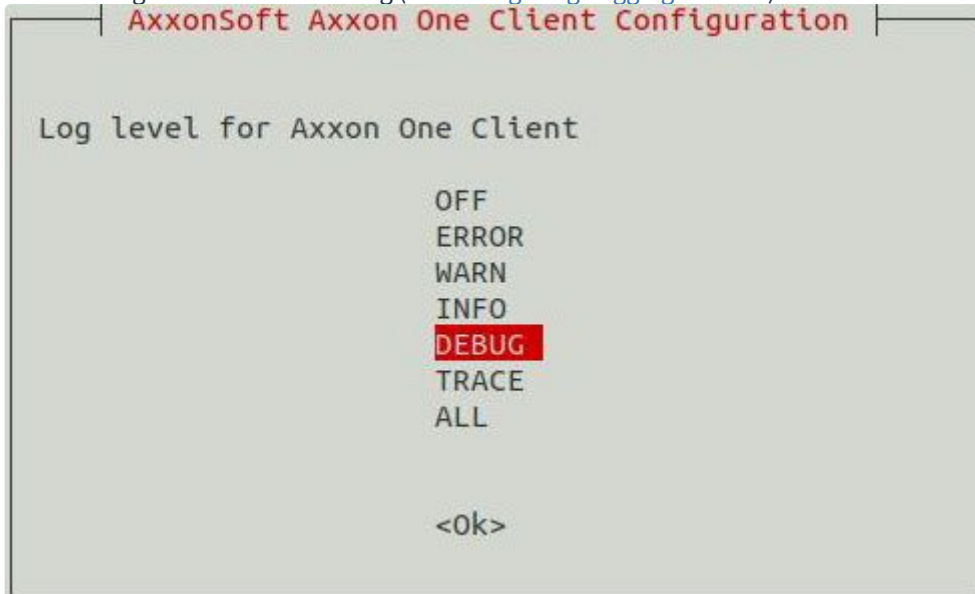 AxxonSoft Axxon One Client Configuration
Log level for Axxon One Client
OFF
ERROR
WARN
INFO
DEBUG
TRACE
ALL
<Ok>